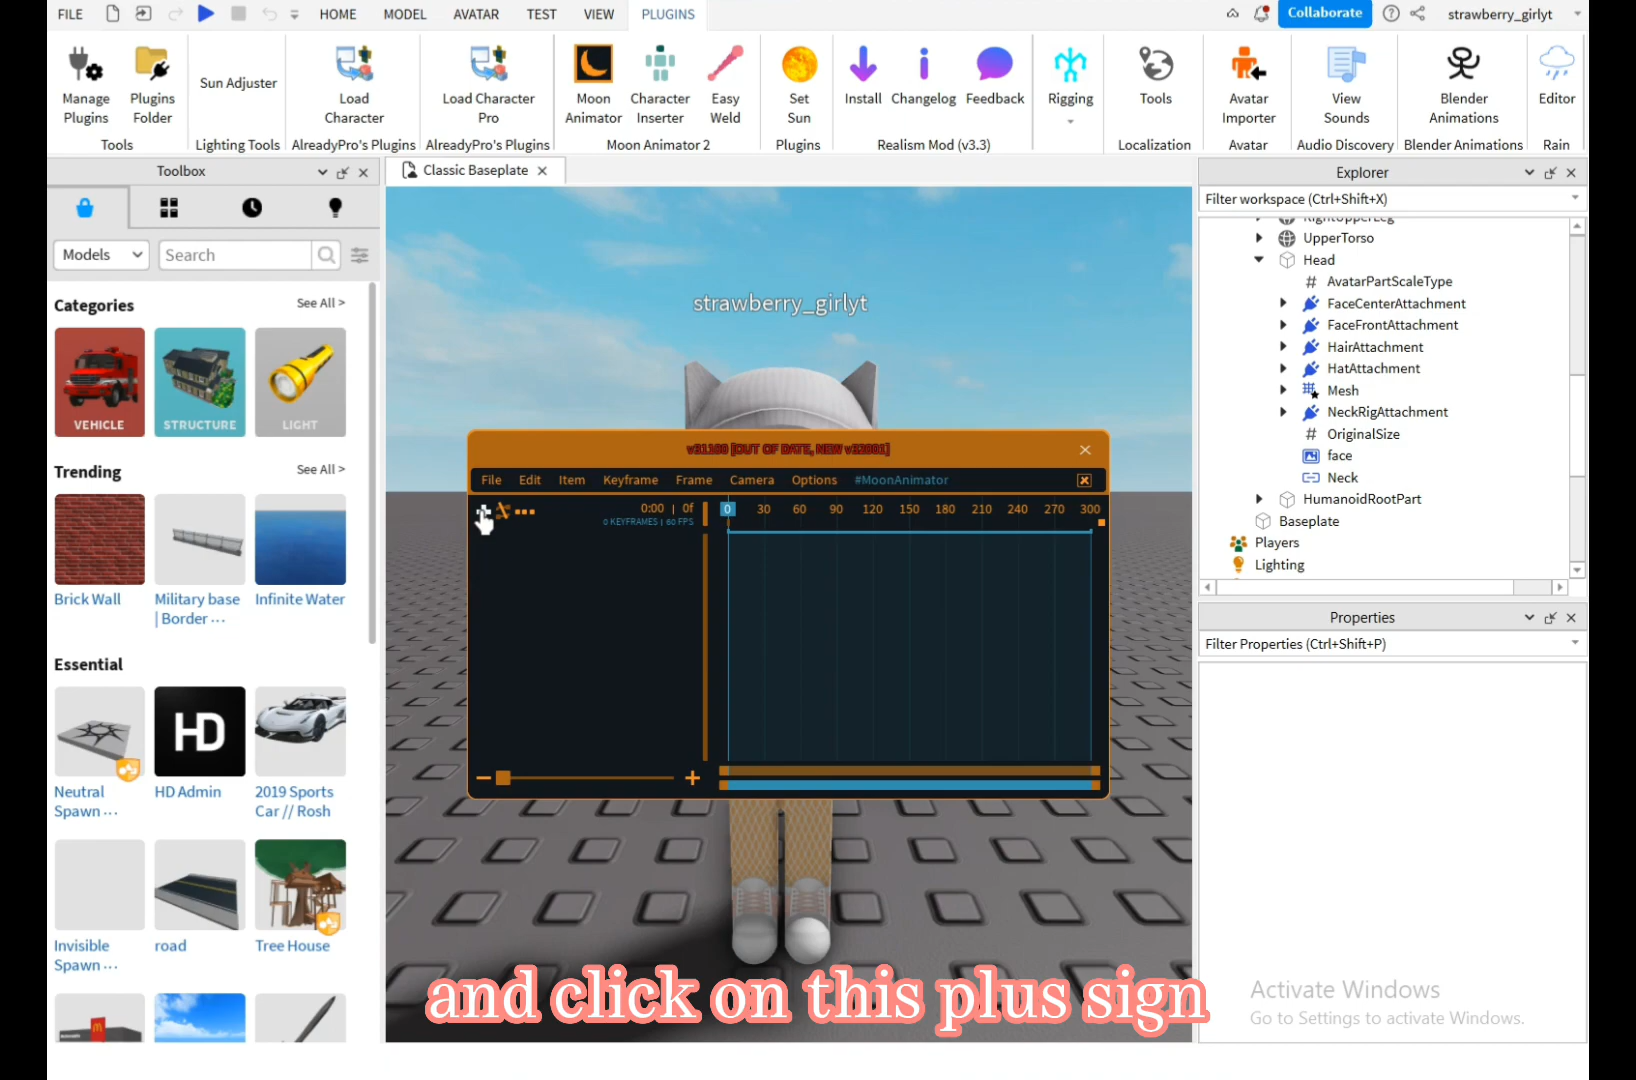 FILE
HOME
MODEL
AVATAR
TEST
VIEW
PLUGINS
Collaborate
strawberry_girlyt
Manage
Plugins
Plugins
Folder
Tools
Sun Adjuster
Lighting Tools
Load
Character
AlreadyPro's Plugins
Load Character
Pro
AlreadyPro's Plugins
Moon
Animator
Character
Inserter
Easy
Weld
Moon Animator 2
Set
Sun
Plugins
Install
Changelog
Feedback
Realism Mod (v3.3)
Rigging
Tools
Localization
Avatar
Importer
Avatar
View
Sounds
Audio Discovery
Blender
Animations
Blender Animations
Editor
Rain
Toolbox
Models
Search
Categories
See All >
VEHICLE
STRUCTURE
LIGHT
Trending
See All >
Brick Wall
Military base
| Border ...
Infinite Water
Essential
HD
Neutral
Spawn ...
HD Admin
2019 Sports
Car // Rosh
Invisible
Spawn ...
road
Tree House
Classic Baseplate
strawberry_girlyt
File
Edit
Item
Keyframe
Frame
Camera
Options
#MoonAnimator
0:00 | 0f
0 KEYFRAMES | 60 FPS
0
30
60
90
120
150
180
210
240
270
300
and click on this plus sign
Explorer
Filter workspace (Ctrl+Shift+X)
RightUpperLeg
UpperTorso
Head
AvatarPartScaleType
FaceCenterAttachment
FaceFrontAttachment
HairAttachment
HatAttachment
Mesh
NeckRigAttachment
OriginalSize
face
Neck
HumanoidRootPart
Baseplate
Players
Lighting
Properties
Filter Properties (Ctrl+Shift+P)
Activate Windows
Go to Settings to activate Windows.